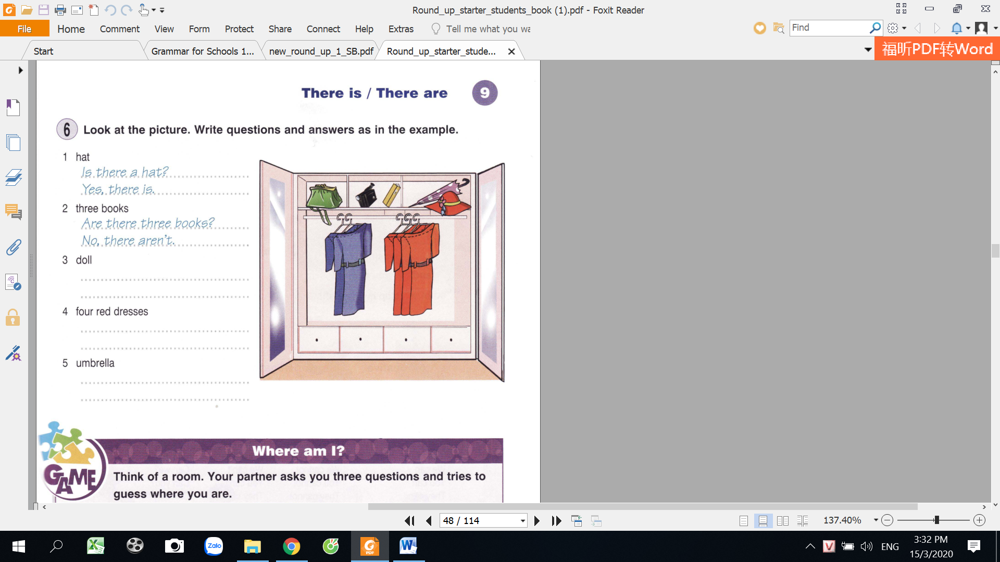 Round_up_starter_students_book (1).pdf - Foxit Reader
File Home Comment View Form Protect Share Connect Help Extras Tell me what you wa Find
Start Grammar for Schools 1... new_round_up_1_SB.pdf Round_up_starter_stude... 福昕PDF转Word
There is / There are 9
6 Look at the picture. Write questions and answers as in the example.
1 hat
Is there a hat?
Yes, there is.
2 three books
Are there three books?
No, there aren't.
3 doll
4 four red dresses
5 umbrella
Where am I?
GAME
Think of a room. Your partner asks you three questions and tries to
guess where you are.
48 / 114 137.40%
Zalo PDF ENG 3:32 PM
15/3/2020